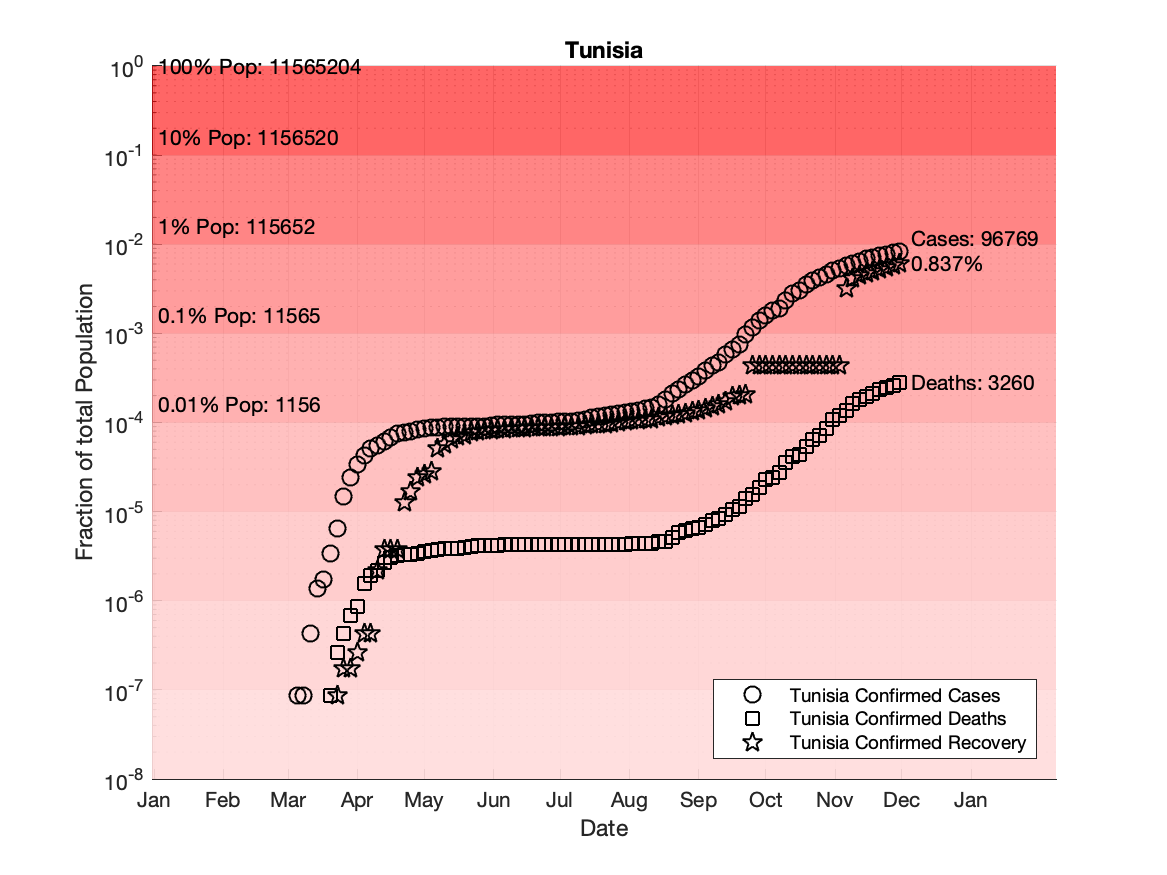 Tunisia
10^0
100% Pop: 11565204
10% Pop: 1156520
10^-1
1% Pop: 115652
10^-2
Cases: 96769
0.837%
0.1% Pop: 11565
10^-3
Deaths: 3260
0.01% Pop: 1156
10^-4
10^-5
10^-6
10^-7
10^-8
Fraction of total Population
Tunisia Confirmed Cases
Tunisia Confirmed Deaths
Tunisia Confirmed Recovery
Jan Feb Mar Apr May Jun Jul Aug Sep Oct Nov Dec Jan
Date